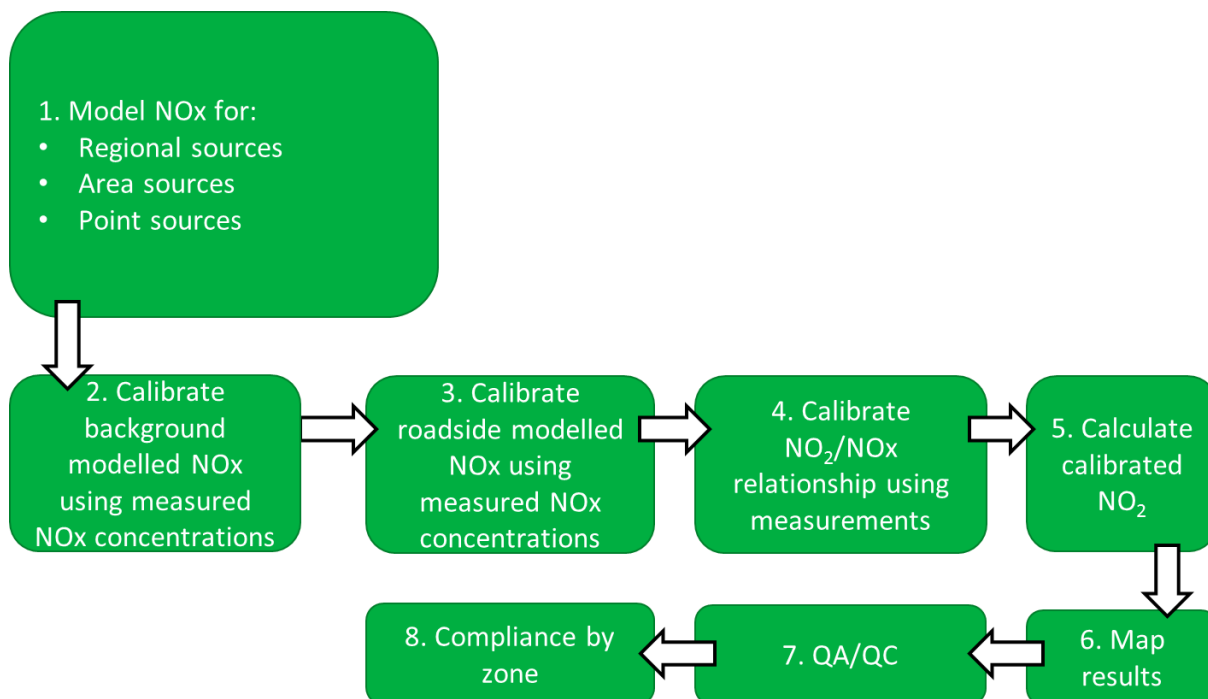 1. Model NOx for:
• Regional sources
• Area sources
• Point sources
2. Calibrate
background
modelled NOx
using measured
NOx concentrations
3. Calibrate
roadside modelled
NOx using
measured NOx
concentrations
4. Calibrate
NO₂/NOx
relationship using
measurements
5. Calculate
calibrated
NO₂
6. Map
results
7. QA/QC
8. Compliance by
zone